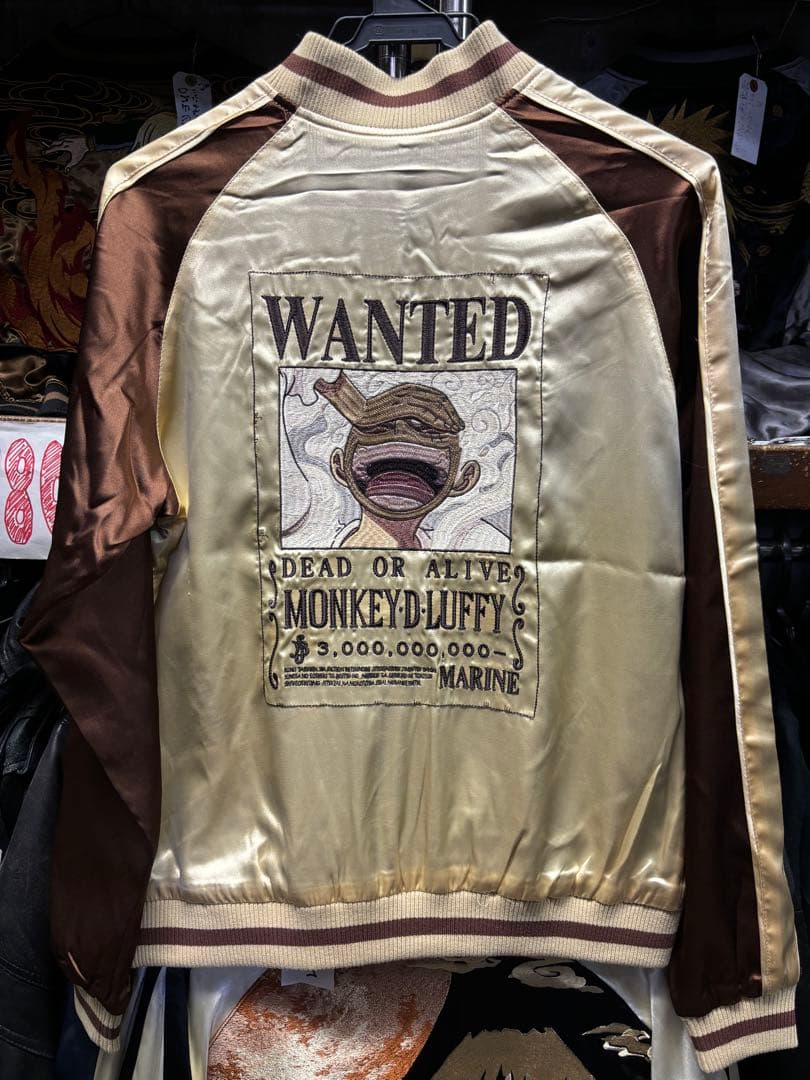 WANTED
DEAD OR ALIVE
MONKEY·D·LUFFY
฿ 3,000,000,000-
MARINE